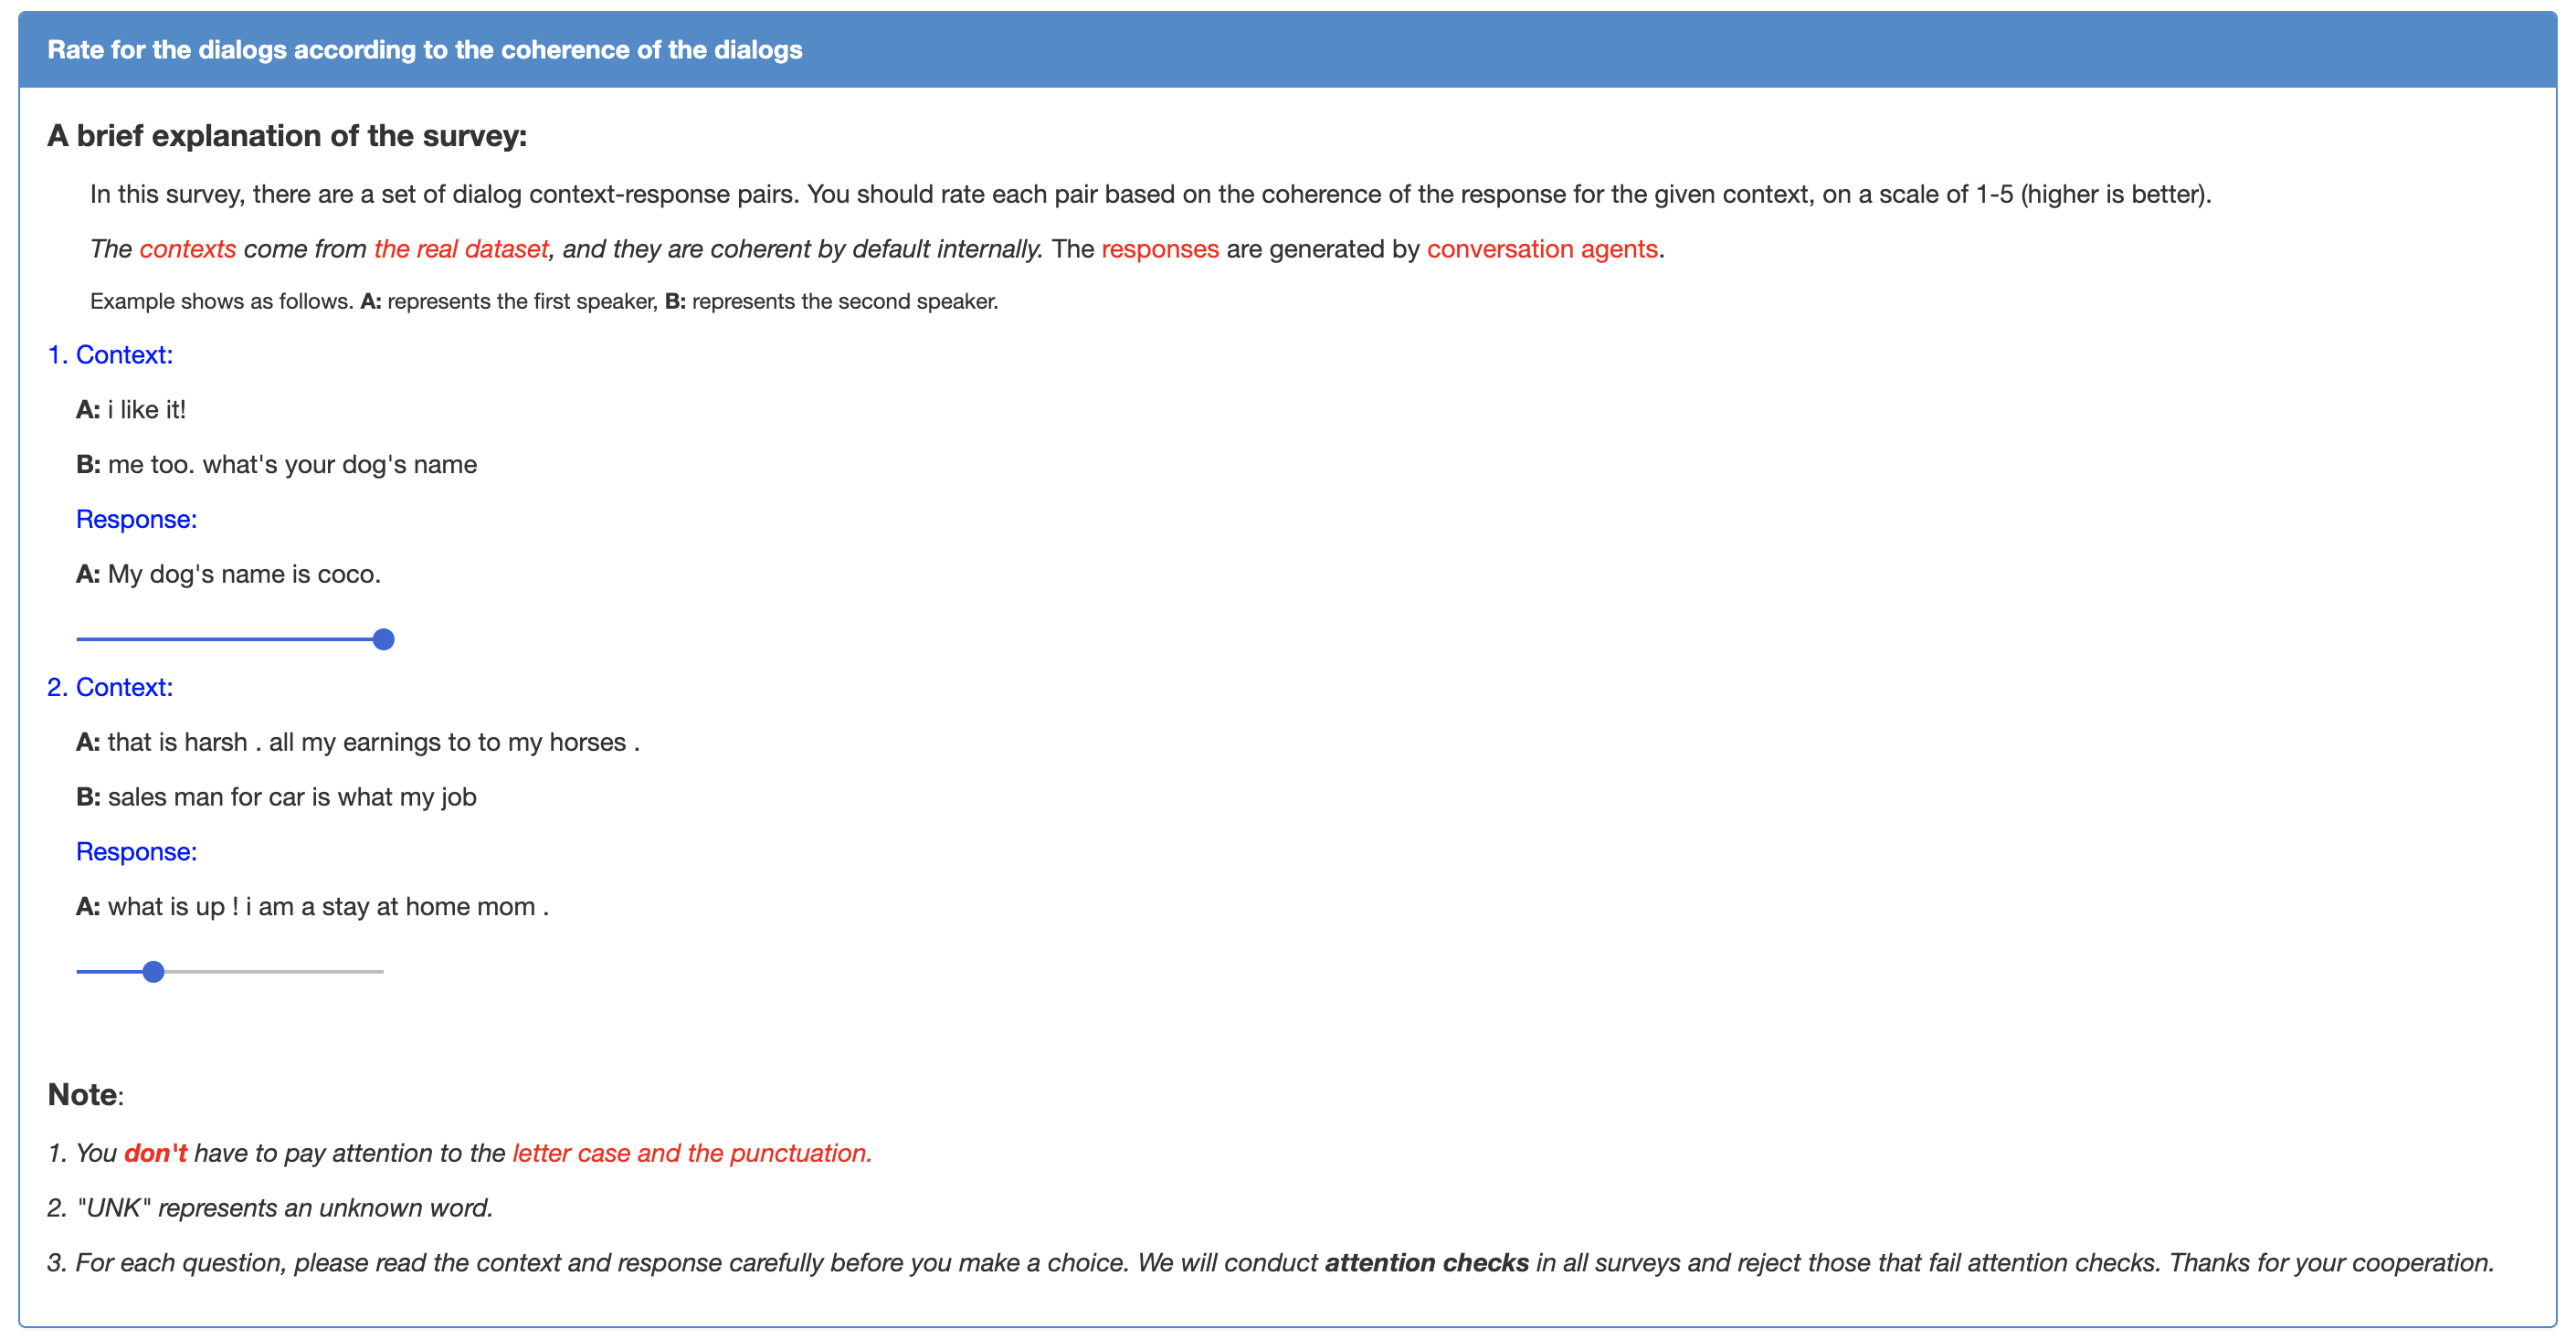 Rate for the dialogs according to the coherence of the dialogs
A brief explanation of the survey:
In this survey, there are a set of dialog context-response pairs. You should rate each pair based on the coherence of the response for the given context, on a scale of 1-5 (higher is better).
The contexts come from the real dataset, and they are coherent by default internally. The responses are generated by conversation agents.
Example shows as follows. A: represents the first speaker, B: represents the second speaker.
1. Context:
A: i like it!
B: me too. what's your dog's name
Response:
A: My dog's name is coco.
2. Context:
A: that is harsh . all my earnings to to my horses .
B: sales man for car is what my job
Response:
A: what is up ! i am a stay at home mom .
Note:
1. You don't have to pay attention to the letter case and the punctuation.
2. "UNK" represents an unknown word.
3. For each question, please read the context and response carefully before you make a choice. We will conduct attention checks in all surveys and reject those that fail attention checks. Thanks for your cooperation.